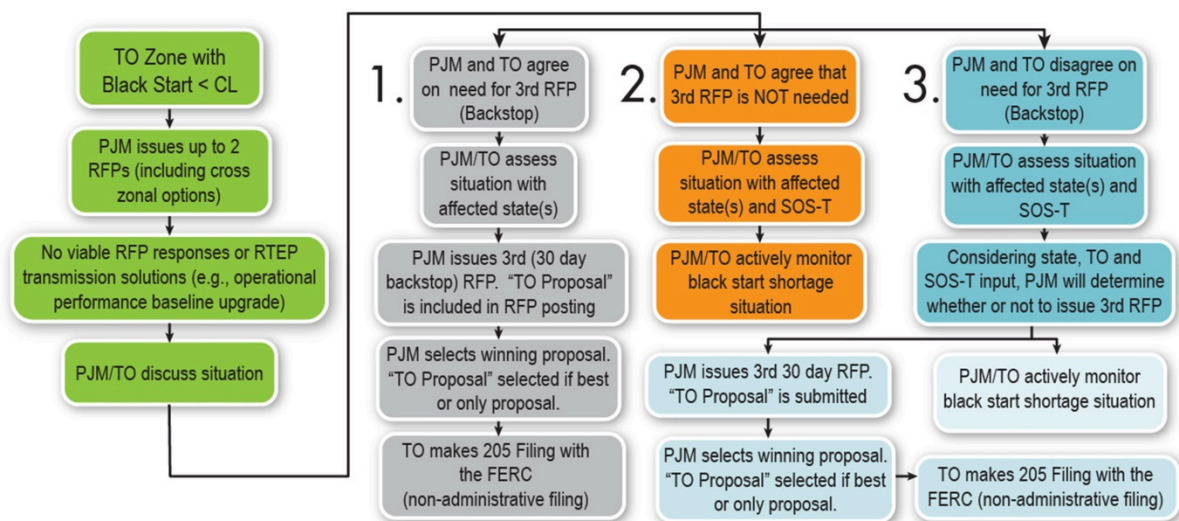 TO Zone with
Black Start < CL
PJM issues up to 2
RFPs (including cross
zonal options)
No viable RFP responses or RTEP
transmission solutions (e.g., operational
performance baseline upgrade)
PJM/TO discuss situation
1.
PJM and TO agree
on need for 3rd RFP
(Backstop)
PJM/TO assess
situation with
affected state(s)
PJM issues 3rd (30 day
backstop) RFP. “TO Proposal”
is included in RFP posting
PJM selects winning proposal.
“TO Proposal” selected if best
or only proposal.
TO makes 205 Filing with
the FERC
(non-administrative filing)
2.
PJM and TO agree that
3rd RFP is NOT needed
PJM/TO assess
situation with affected
state(s) and SOS-T
PJM/TO actively monitor
black start shortage
situation
3.
PJM and TO disagree on
need for 3rd RFP
(Backstop)
PJM/TO assess situation
with affected state(s) and
SOS-T
Considering state, TO and
SOS-T input, PJM will determine
whether or not to issue 3rd RFP
PJM issues 3rd 30 day RFP.
“TO Proposal” is submitted
PJM selects winning proposal.
“TO Proposal” selected if best
or only proposal.
TO makes 205 Filing with the
FERC (non-administrative filing)
PJM/TO actively monitor
black start shortage situation